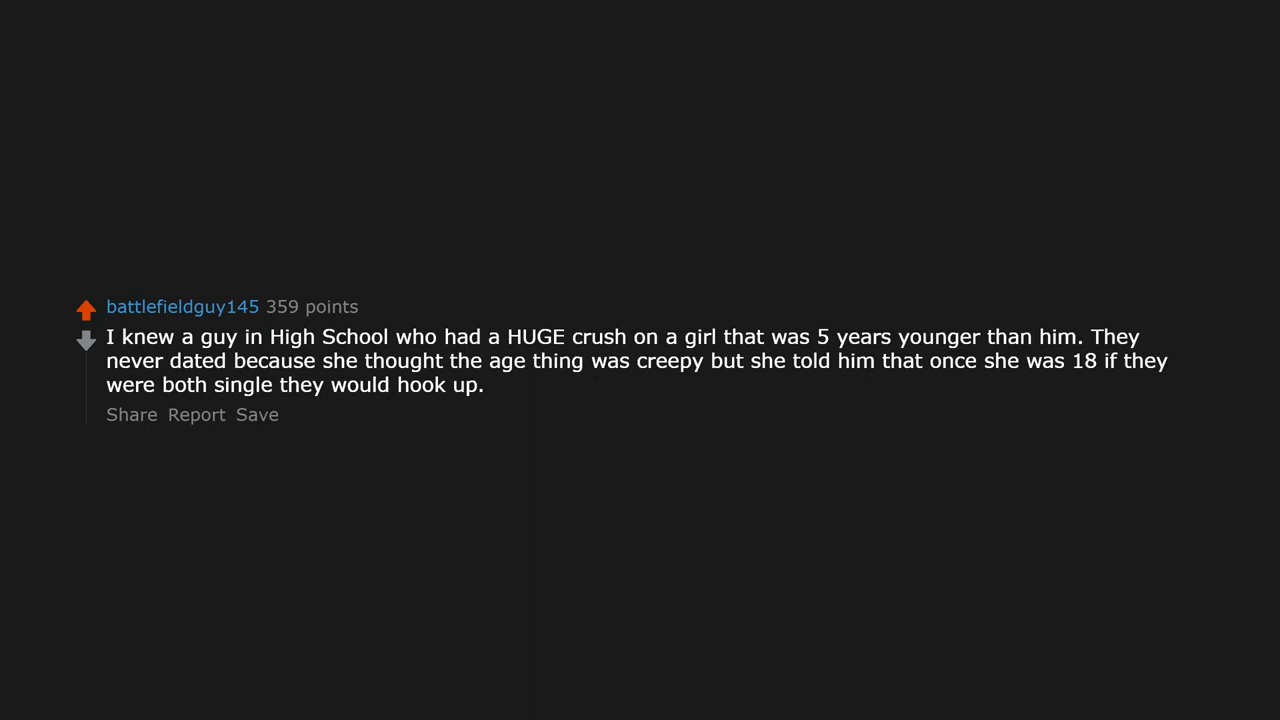 battlefieldguy145 359 points
I knew a guy in High School who had a HUGE crush on a girl that was 5 years younger than him. They
never dated because she thought the age thing was creepy but she told him that once she was 18 if they
were both single they would hook up.
Share Report Save